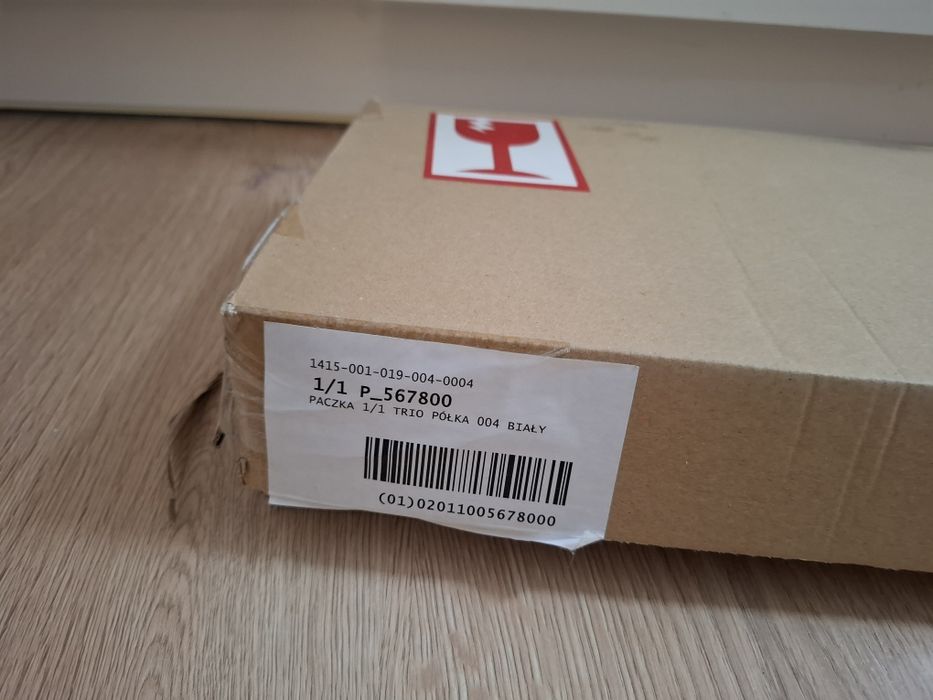 1415-001-019-004-0004
1/1 P_567800
PACZKA 1/1 TRIO PÓŁKA 004 BIAŁY
(01)02011005678000